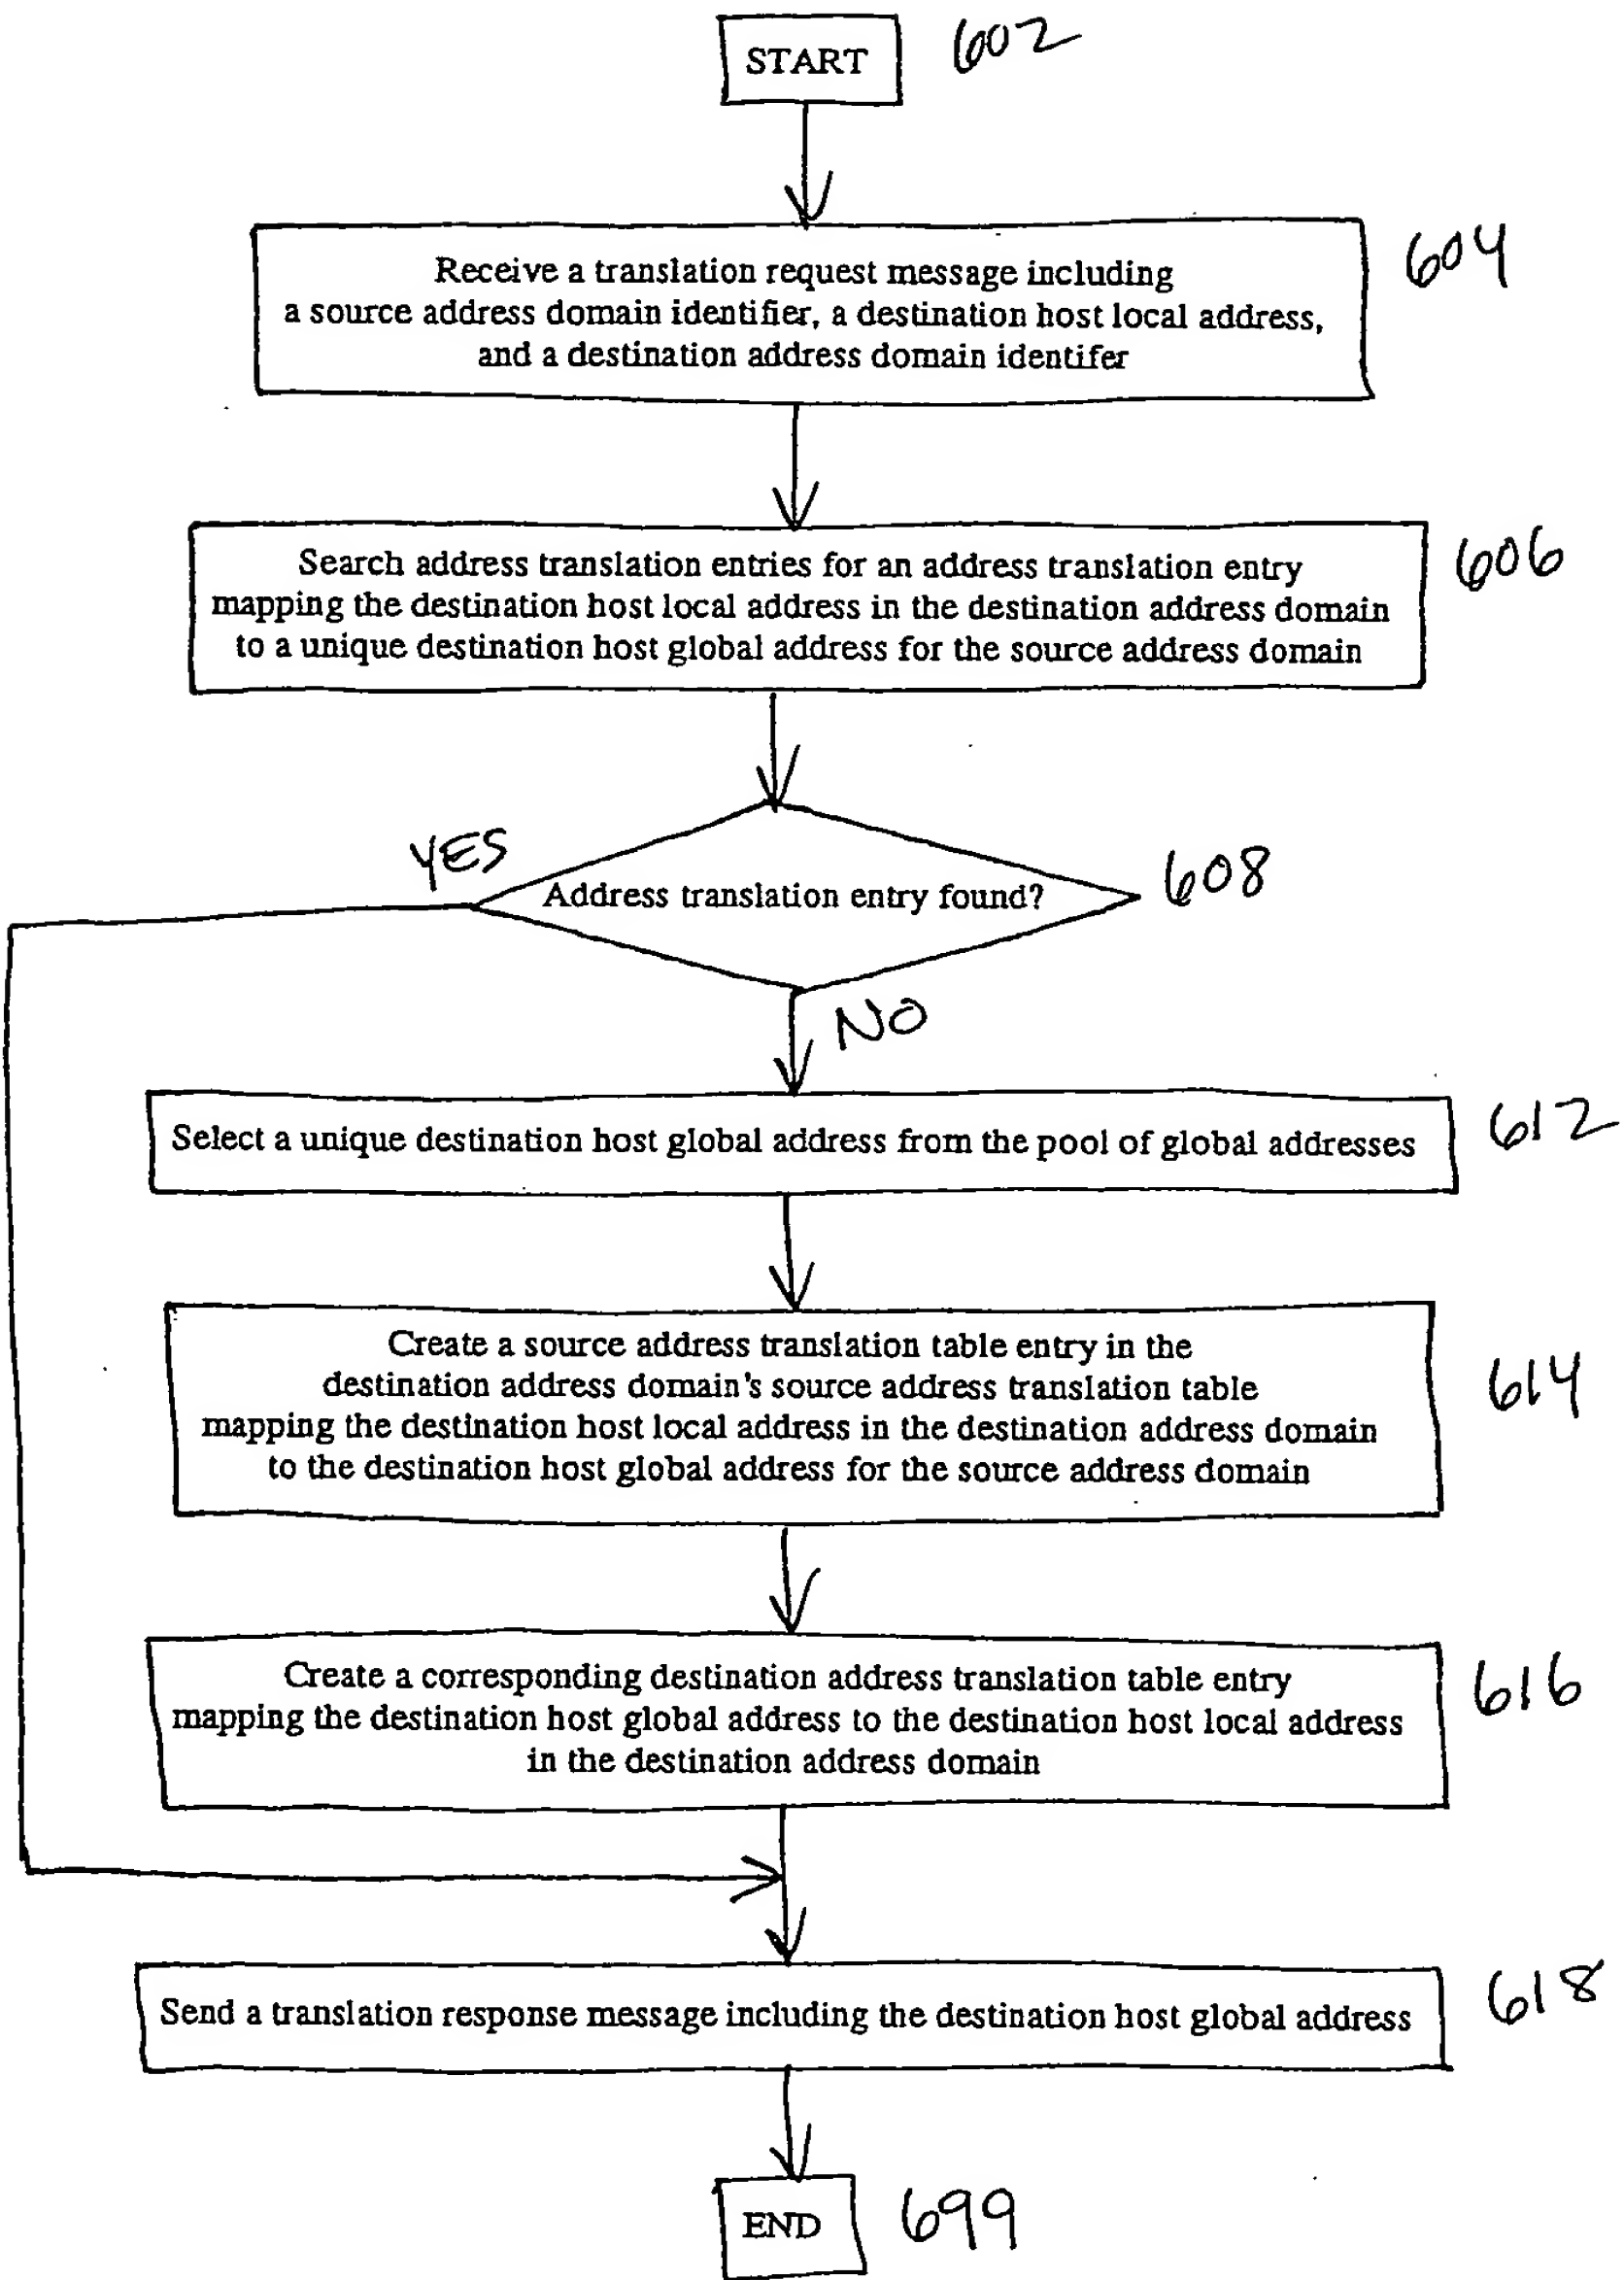 START
602
Receive a translation request message including
a source address domain identifier, a destination host local address,
and a destination address domain identifer
604
Search address translation entries for an address translation entry
mapping the destination host local address in the destination address domain
to a unique destination host global address for the source address domain
606
YES
Address translation entry found?
608
NO
Select a unique destination host global address from the pool of global addresses
612
Create a source address translation table entry in the
destination address domain's source address translation table
mapping the destination host local address in the destination address domain
to the destination host global address for the source address domain
614
Create a corresponding destination address translation table entry
mapping the destination host global address to the destination host local address
in the destination address domain
616
Send a translation response message including the destination host global address
618
END
699